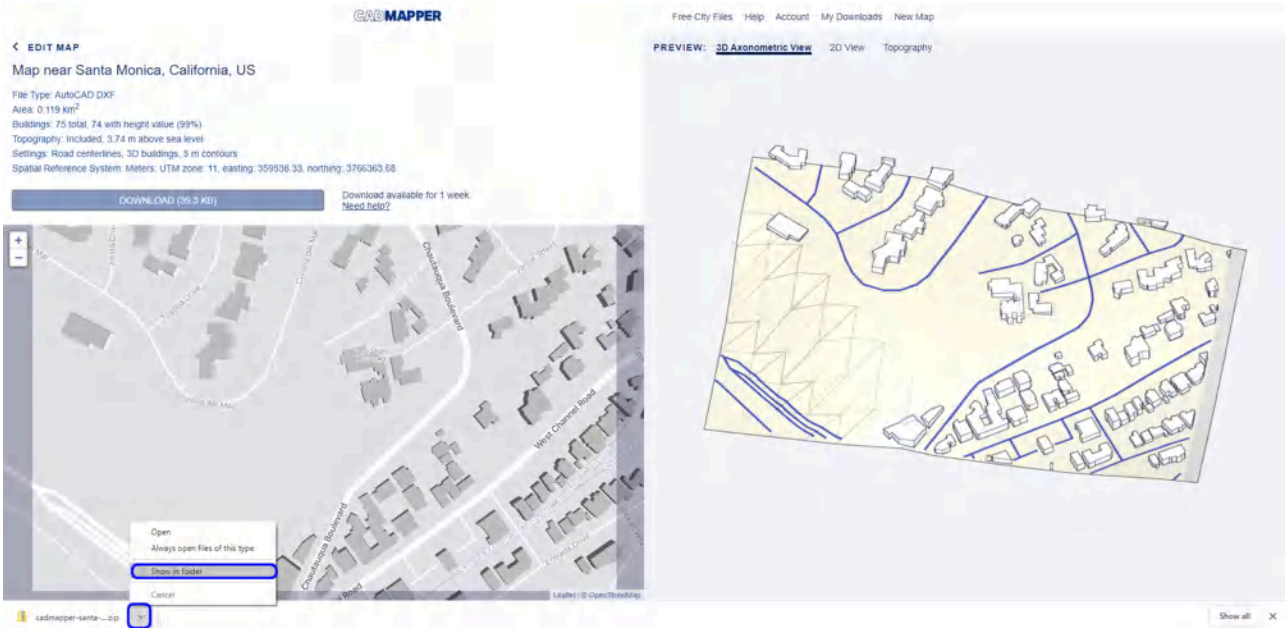 CADMAPPER
Free City Files Help Account My Downloads New Map
EDIT MAP
Map near Santa Monica, California, US
File Type: AutoCAD DXF
Area: 0.119 km²
Buildings: 75 total, 74 with height value (99%)
Topography: Included, 3.74 m above sea level
Settings: Road centerlines, 3D buildings, 5 m contours
Spatial Reference System: Meters, UTM zone: 11, easting: 359536.33, northing: 3766363.68
DOWNLOAD (39.3 KB)
Download available for 1 week.
Need help?
PREVIEW: 3D Axonometric View 2D View Topography
+
−
Chautauqua Boulevard
West Channel Road
Chautauqua Boulevard
Road
Open
Always open files of this type
Show in folder
Cancel
Leaflet | © OpenStreetMap
cadmapper-santa-....zip
Show all